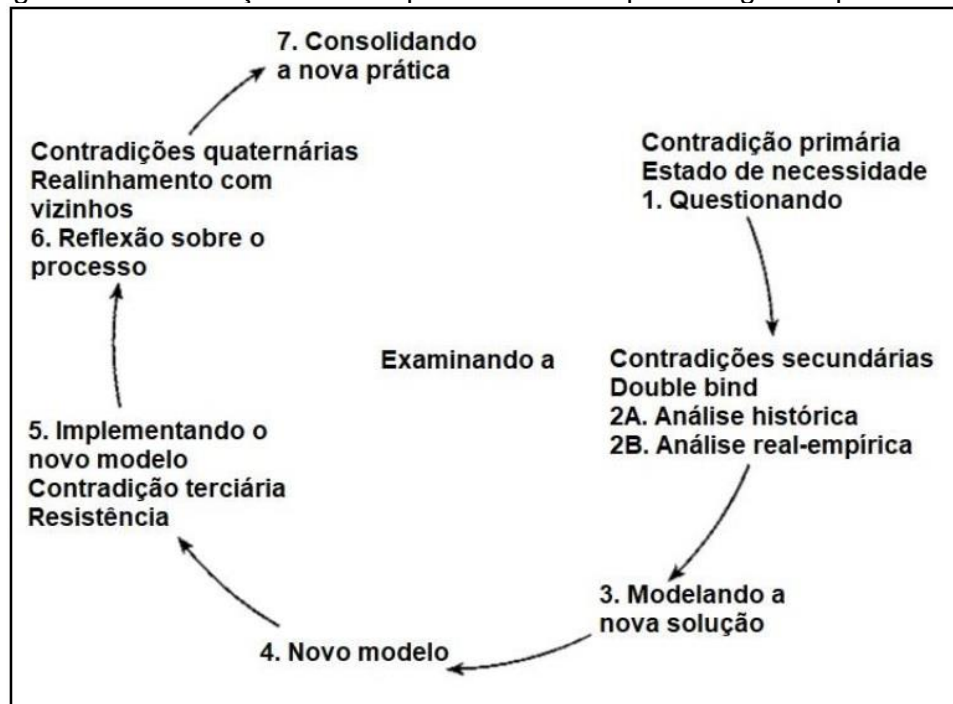 7. Consolidando
a nova prática
Contradição primária
Estado de necessidade
1. Questionando
Contradições quaternárias
Realinhamento com
vizinhos
6. Reflexão sobre o
processo
Examinando a
Contradições secundárias
Double bind
2A. Análise histórica
2B. Análise real-empírica
5. Implementando o
novo modelo
Contradição terciária
Resistência
3. Modelando a
nova solução
4. Novo modelo